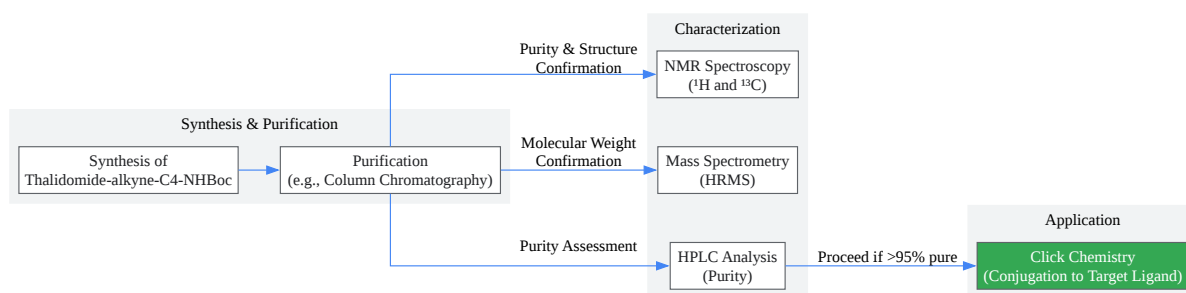 Synthesis & Purification
Synthesis of
Thalidomide-alkyne-C4-NHBoc
Purification
(e.g., Column Chromatography)
Purity & Structure
Confirmation
Molecular Weight
Confirmation
Purity Assessment
Characterization
NMR Spectroscopy
(¹H and ¹³C)
Mass Spectrometry
(HRMS)
HPLC Analysis
(Purity)
Proceed if >95% pure
Application
Click Chemistry
(Conjugation to Target Ligand)